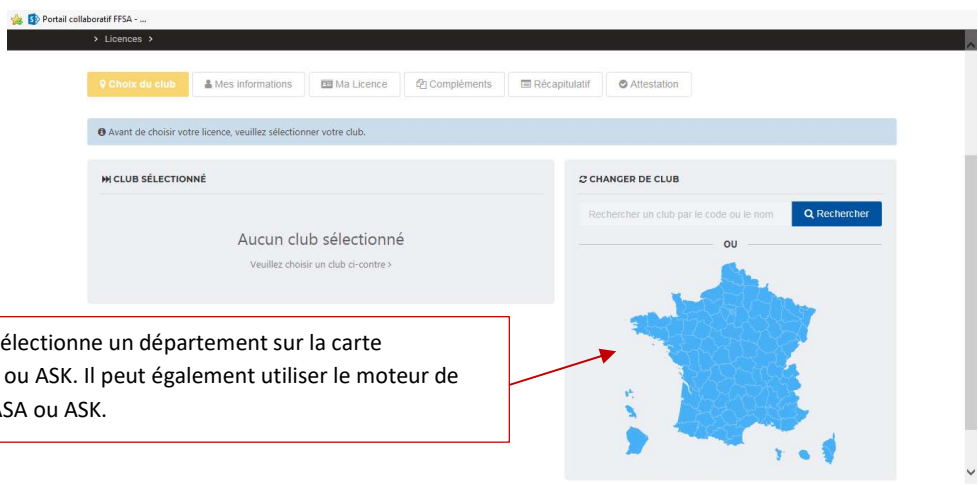 Portail collaboratif FFSA - ...
> Licences >
Choix du club Mes informations Ma Licence Compléments Récapitulatif Attestation
Avant de choisir votre licence, veuillez sélectionner votre club.
CLUB SÉLECTIONNÉ
Aucun club sélectionné
Veuillez choisir un club ci-contre >
CHANGER DE CLUB
Rechercher un club par le code ou le nom Rechercher
OU
électionne un département sur la carte
ou ASK. Il peut également utiliser le moteur de
ASA ou ASK.